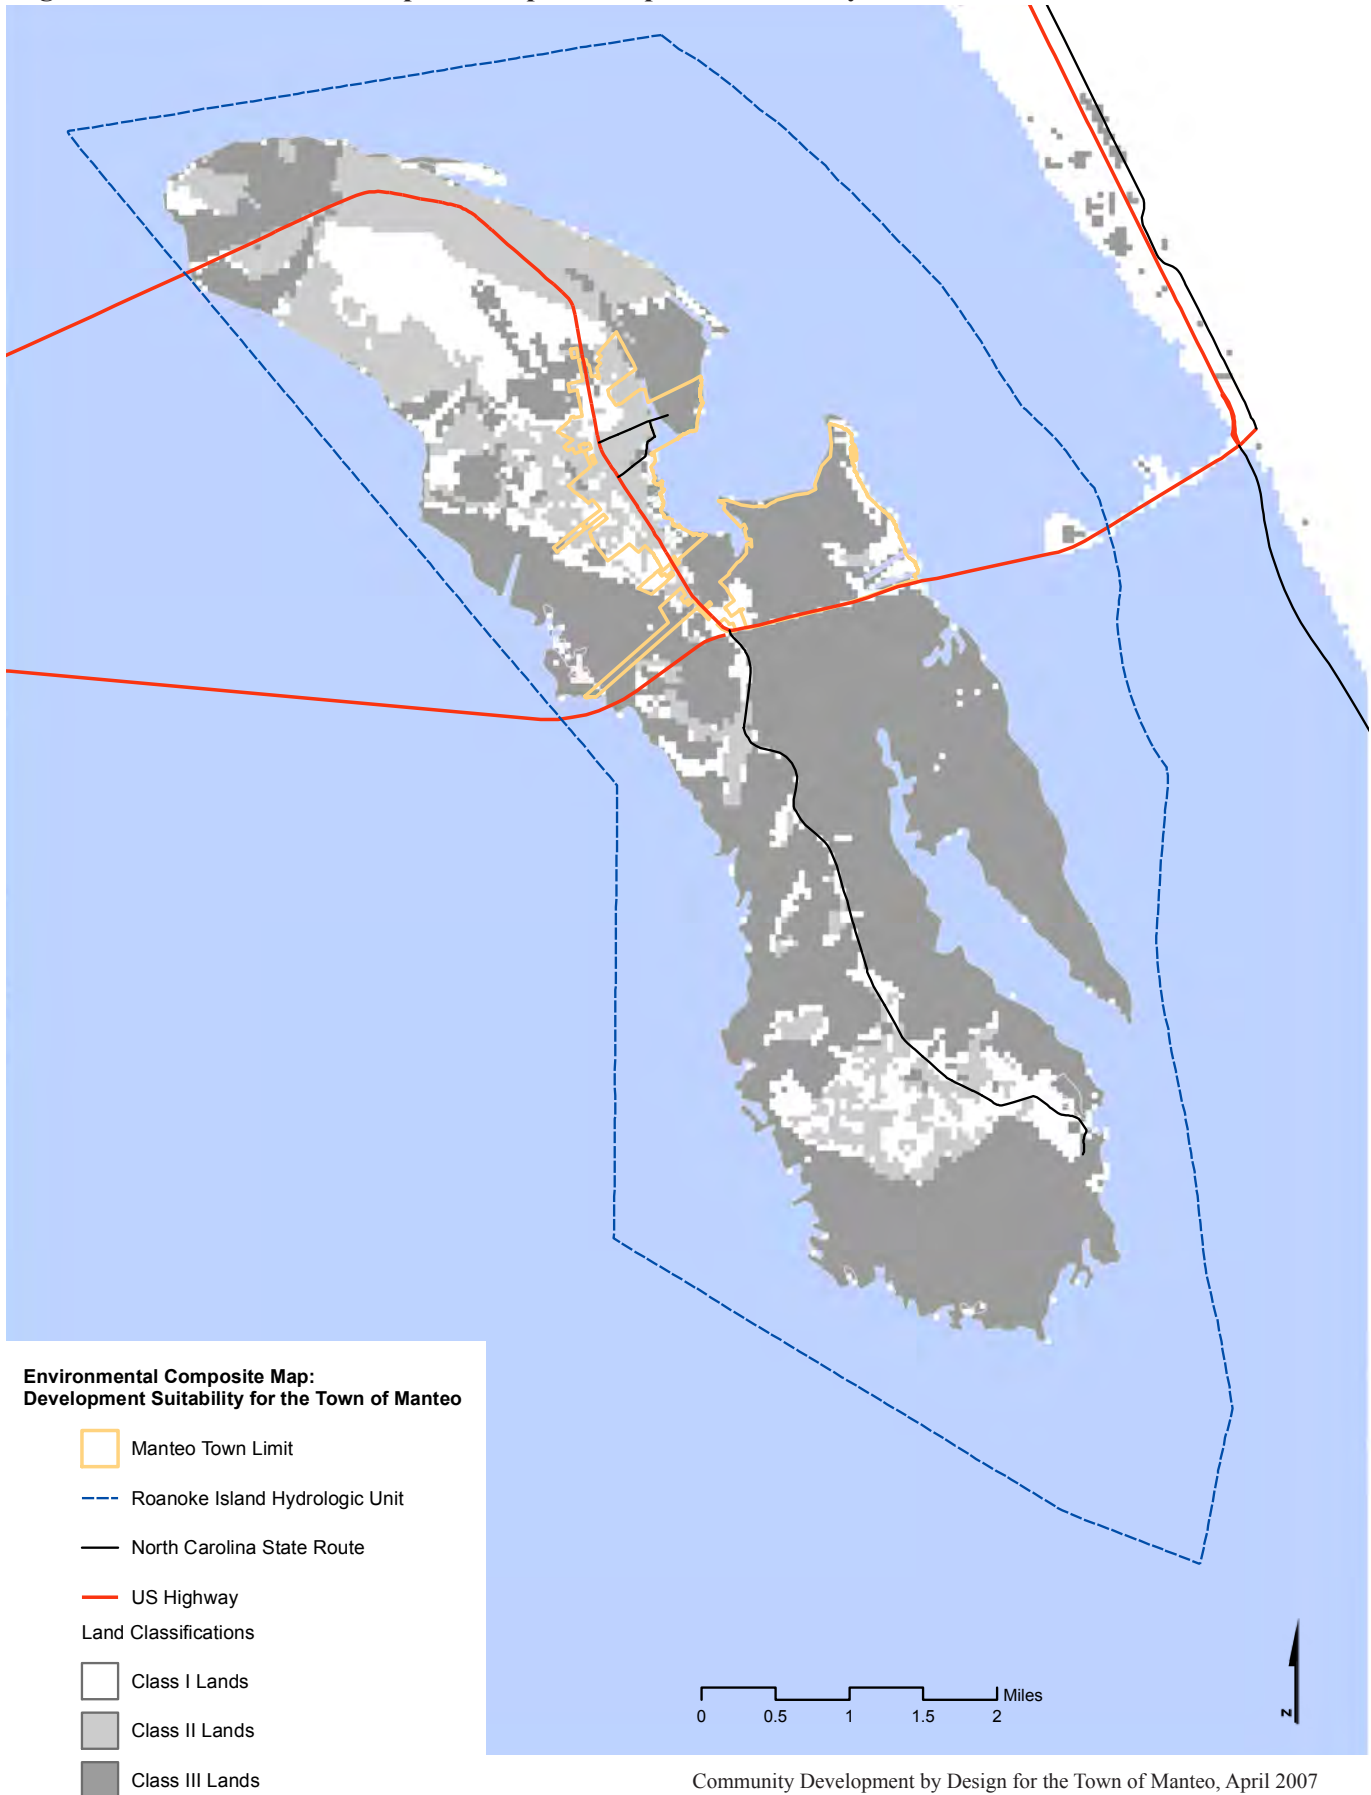 Environmental Composite Map:
Development Suitability for the Town of Manteo
Manteo Town Limit
Roanoke Island Hydrologic Unit
North Carolina State Route
US Highway
Land Classifications
Class I Lands
Class II Lands
Class III Lands
Miles
0 0.5 1 1.5 2
N
Community Development by Design for the Town of Manteo, April 2007